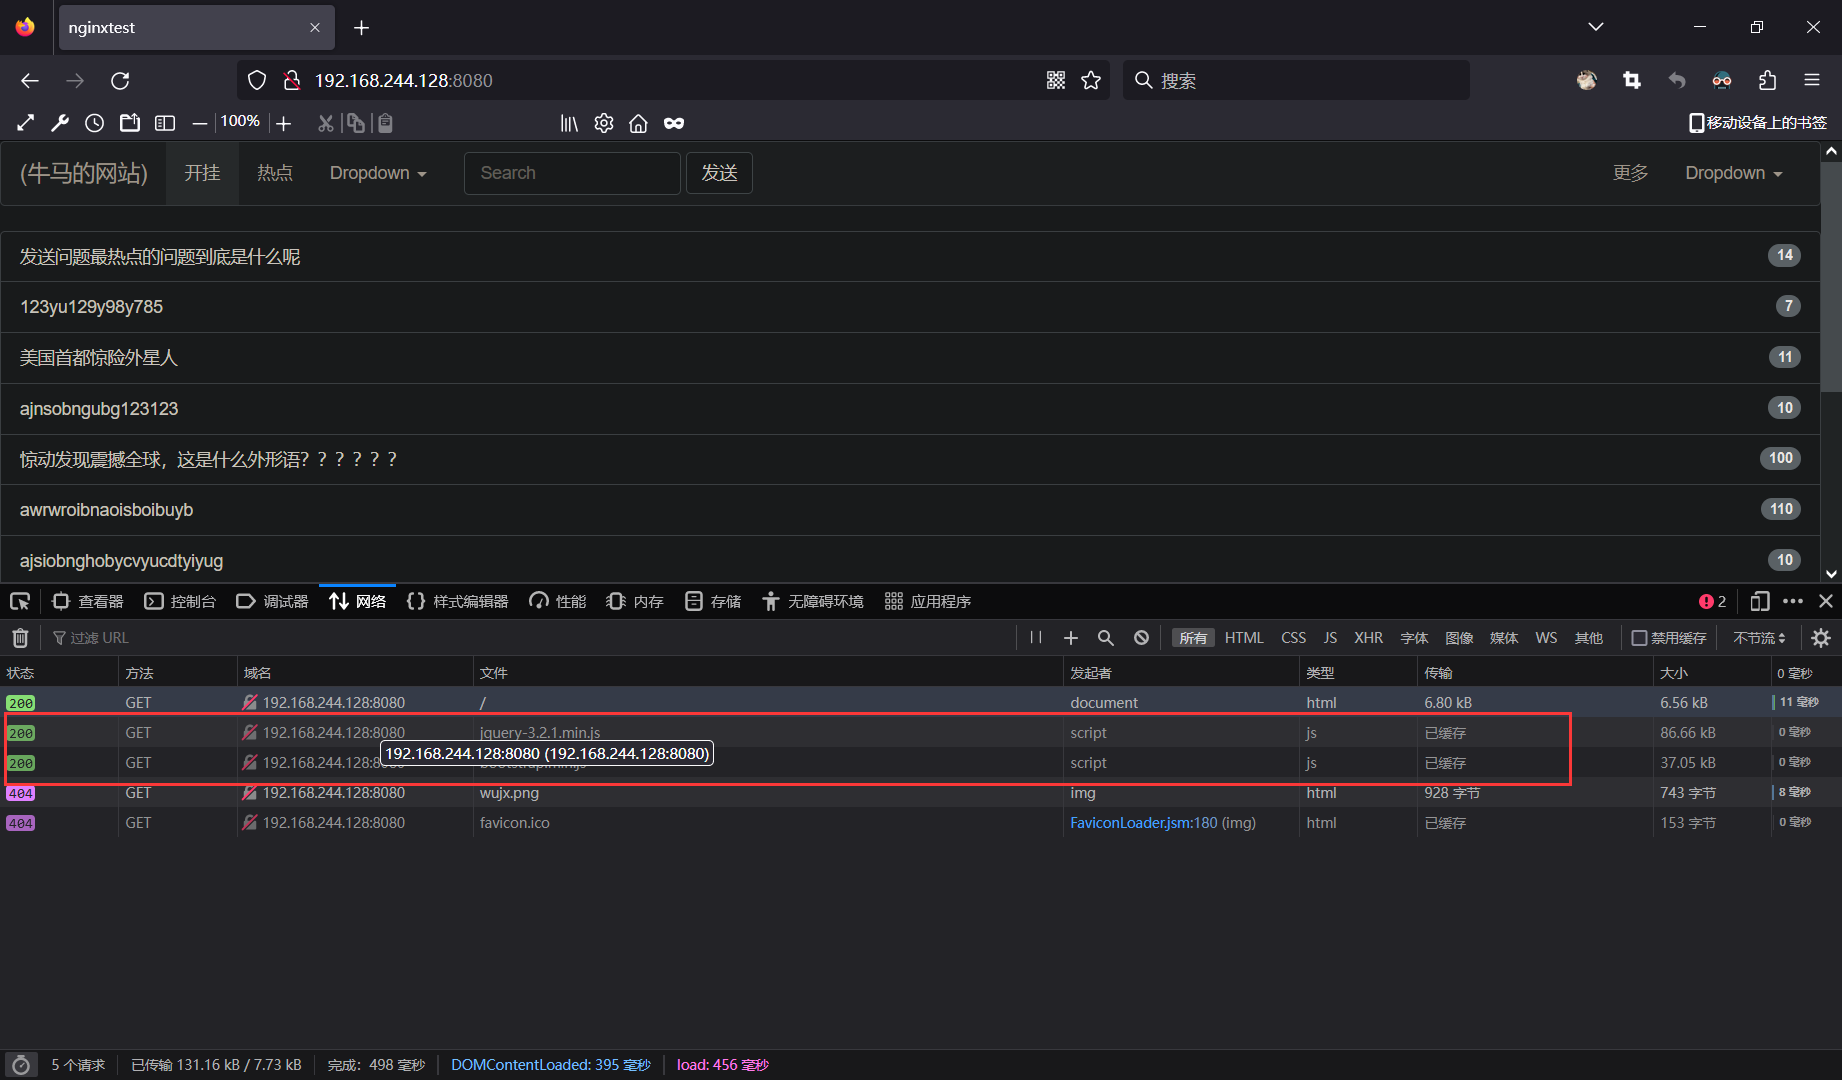 nginxtest
192.168.244.128:8080
搜索
100%
移动设备上的书签
(牛马的网站) 开挂 热点 Dropdown Search 发送 更多 Dropdown
发送问题最热点的问题到底是什么呢 14
123yu129y98y785 7
美国首都惊险外星人 11
ajnsobngubg123123 10
惊动发现震撼全球，这是什么外形语？？？？？？ 100
awrwroibnaoisboibuyb 110
ajsiobnghobycvyucdtyiyug 10
查看器 控制台 调试器 网络 样式编辑器 性能 内存 存储 无障碍环境 应用程序 2
过滤 URL 所有 HTML CSS JS XHR 字体 图像 媒体 WS 其他 禁用缓存 不节流
状态 方法 域名 文件 发起者 类型 传输 大小 0 毫秒
200 GET 192.168.244.128:8080 / document html 6.80 kB 6.56 kB 11 毫秒
200 GET 192.168.244.128:8080 jquery-3.2.1.min.js script js 已缓存 86.66 kB 0 毫秒
192.168.244.128:8080 (192.168.244.128:8080)
200 GET 192.168.244.128:8080 script js 已缓存 37.05 kB 0 毫秒
404 GET 192.168.244.128:8080 wujx.png img html 928 字节 743 字节 8 毫秒
404 GET 192.168.244.128:8080 favicon.ico FaviconLoader.jsm:180 (img) html 已缓存 153 字节 0 毫秒
5 个请求 已传输 131.16 kB / 7.73 kB 完成：498 毫秒 DOMContentLoaded: 395 毫秒 load: 456 毫秒